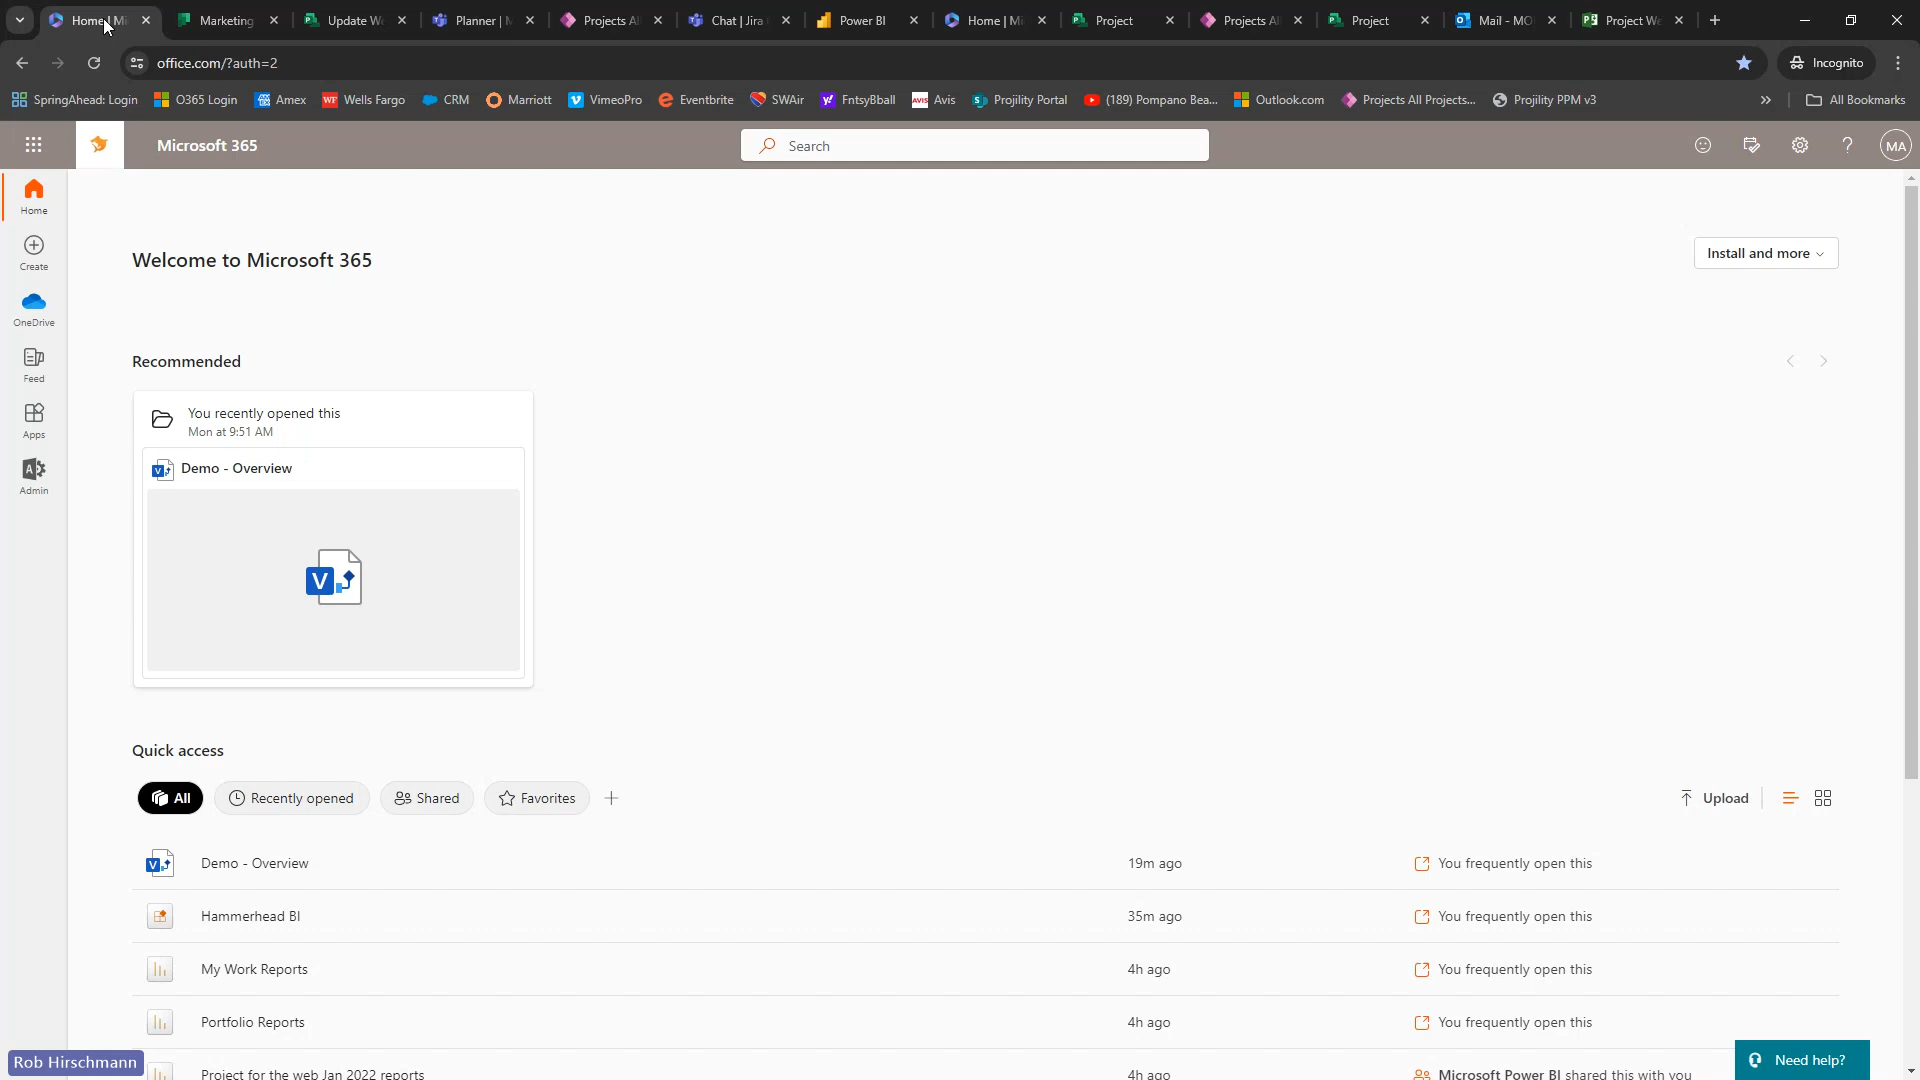 Home | Mi
Marketing
Update We
Planner | M
Projects Al
Chat | Jira
Power BI
Home | Mi
Project
Projects Al
Project
Mail - MO
Project We
office.com/?auth=2
Incognito
SpringAhead: Login
O365 Login
Amex
WF Wells Fargo
CRM
Marriott
VimeoPro
Eventbrite
SWAir
FntsyBball
AVIS Avis
Projility Portal
(189) Pompano Bea...
Outlook.com
Projects All Projects...
Projility PPM v3
All Bookmarks
Microsoft 365
Search
MA
Home
Create
OneDrive
Feed
Apps
Admin
Welcome to Microsoft 365
Install and more
Recommended
You recently opened this
Mon at 9:51 AM
Demo - Overview
Quick access
All
Recently opened
Shared
Favorites
Upload
Demo - Overview 19m ago You frequently open this
Hammerhead BI 35m ago You frequently open this
My Work Reports 4h ago You frequently open this
Portfolio Reports 4h ago You frequently open this
Project for the web Jan 2022 reports 4h ago Microsoft Power BI shared this with you
Rob Hirschmann
Need help?